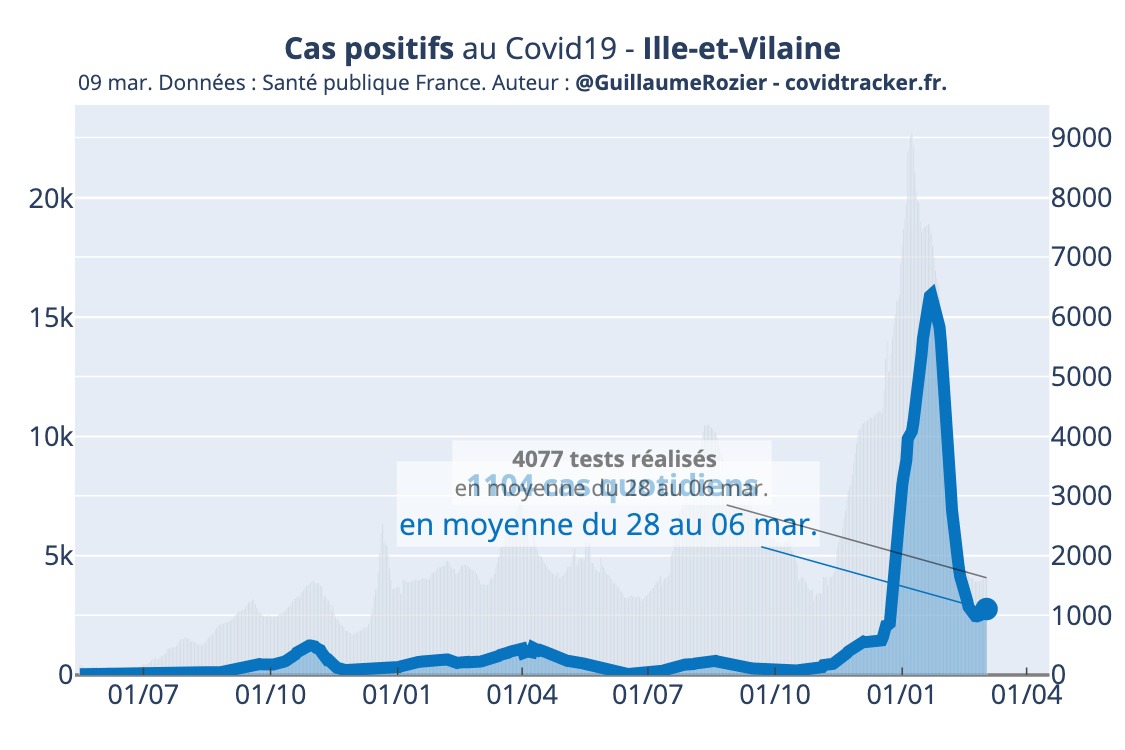 Cas positifs au Covid19 - Ille-et-Vilaine
09 mar. Données : Santé publique France. Auteur : @GuillaumeRozier - covidtracker.fr.
9000
20k
8000
7000
15k
6000
5000
10k
4000
4077 tests réalisés
1104 cas quotidiens
en moyenne du 28 au 06 mar.
3000
en moyenne du 28 au 06 mar.
5k
2000
1000
0
0
01/07
01/10
01/01
01/04
01/07
01/10
01/01
01/04